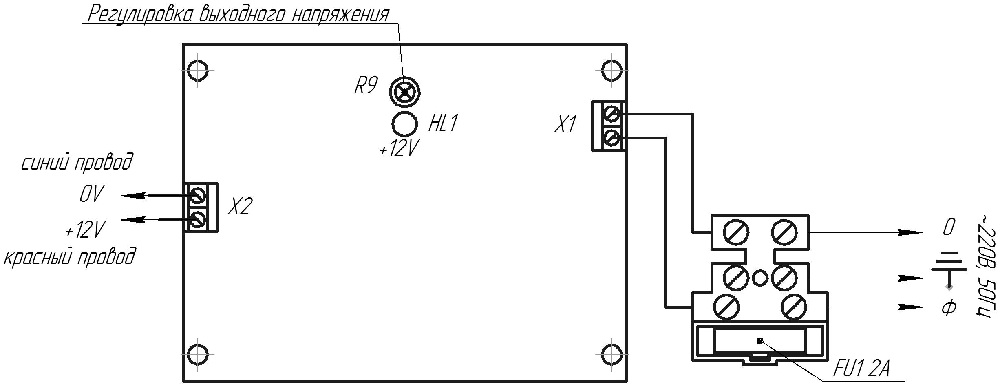 Регулировка выходного напряжения
R9
HL1
+12V
X1
синий провод
0V
X2
+12V
красный провод
0
Ф
~220В, 50Гц
FU1 2A